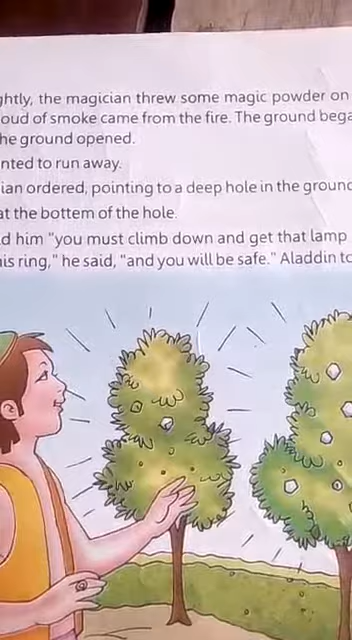 ghtly, the magician threw some magic powder on
oud of smoke came from the fire. The ground bega
he ground opened.
nted to run away.
ian ordered, pointing to a deep hole in the ground
at the bottem of the hole.
d him "you must climb down and get that lamp
is ring," he said, "and you will be safe." Aladdin to